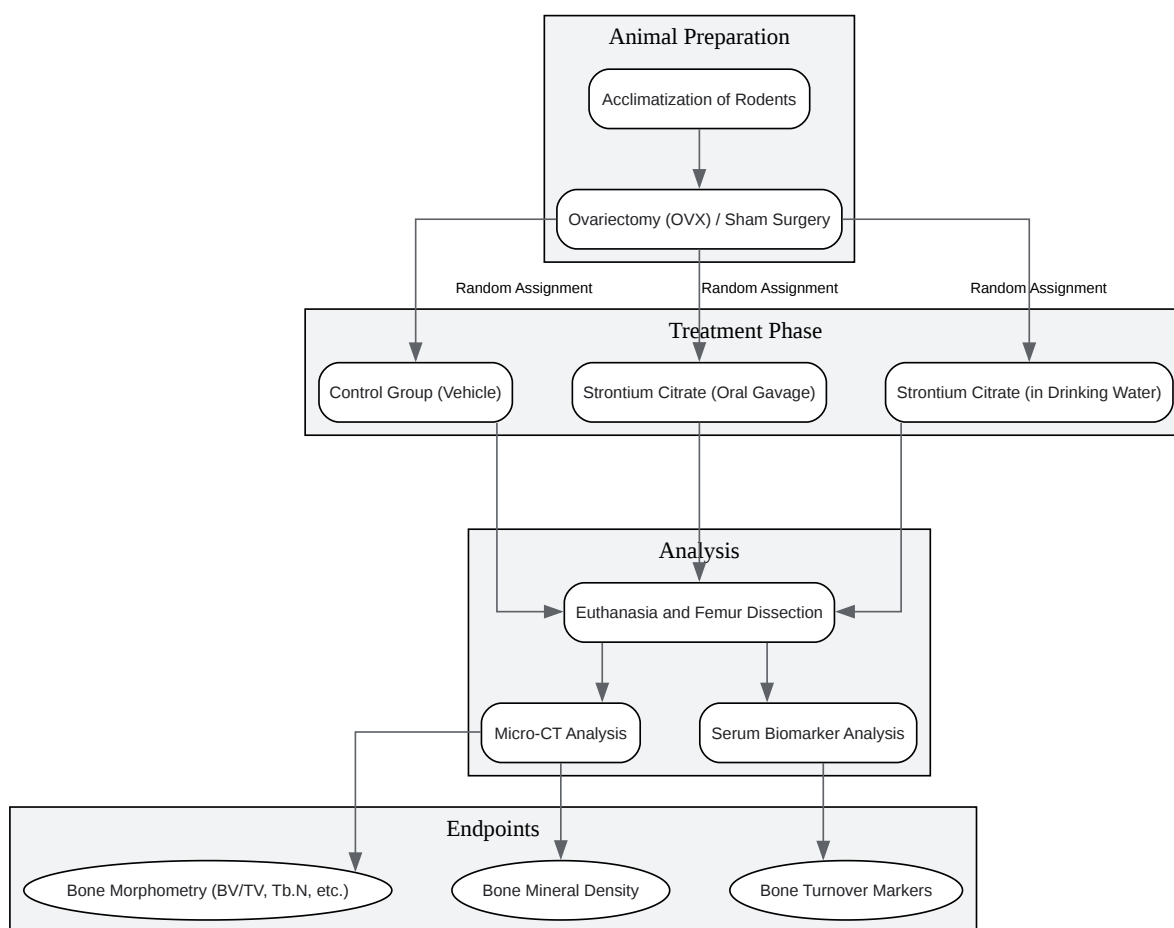 Animal Preparation
Acclimatization of Rodents
Ovariectomy (OVX) / Sham Surgery
Random Assignment
Random Assignment
Random Assignment
Treatment Phase
Control Group (Vehicle)
Strontium Citrate (Oral Gavage)
Strontium Citrate (in Drinking Water)
Analysis
Euthanasia and Femur Dissection
Micro-CT Analysis
Serum Biomarker Analysis
Endpoints
Bone Morphometry (BV/TV, Tb.N, etc.)
Bone Mineral Density
Bone Turnover Markers